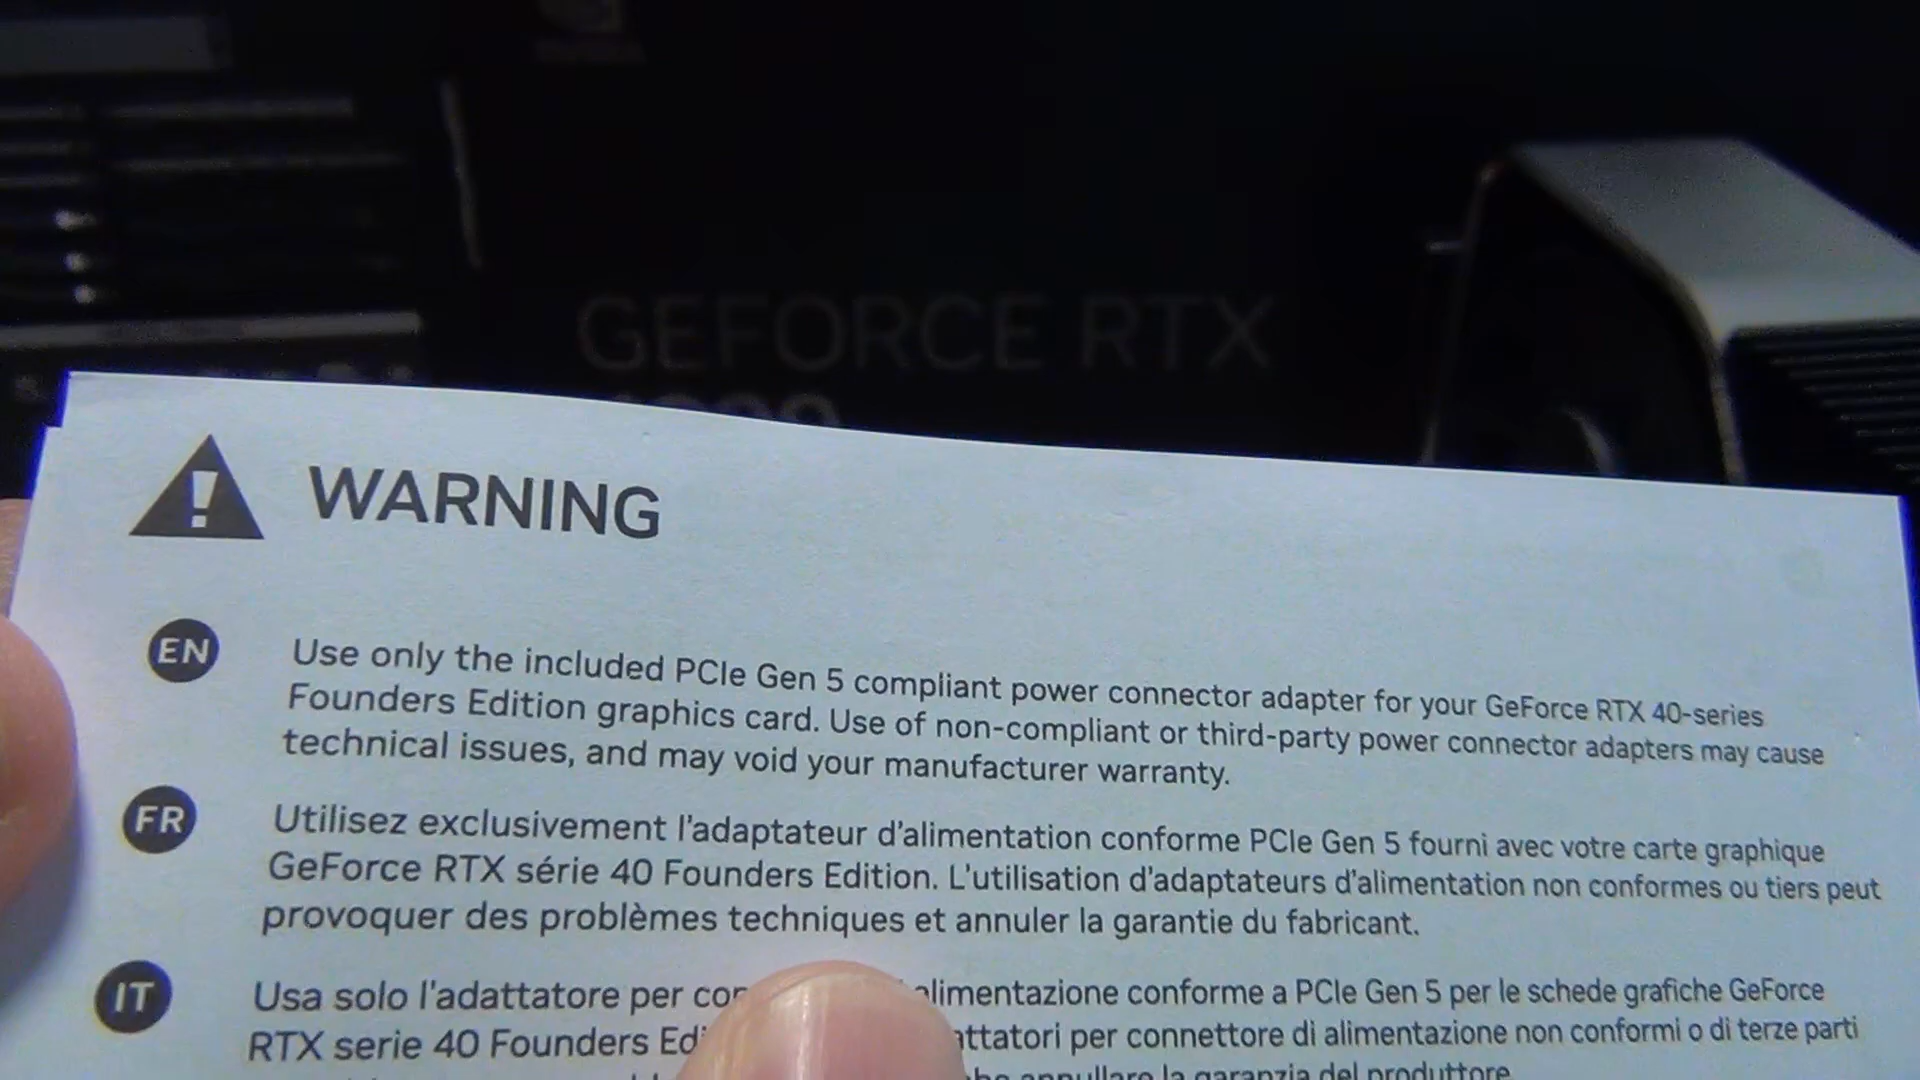 GEFORCE RTX
WARNING
EN
Use only the included PCIe Gen 5 compliant power connector adapter for your GeForce RTX 40-series
Founders Edition graphics card. Use of non-compliant or third-party power connector adapters may cause
technical issues, and may void your manufacturer warranty.
FR
Utilisez exclusivement l'adaptateur d'alimentation conforme PCIe Gen 5 fourni avec votre carte graphique
GeForce RTX série 40 Founders Edition. L'utilisation d'adaptateurs d'alimentation non conformes ou tiers peut
provoquer des problèmes techniques et annuler la garantie du fabricant.
IT
Usa solo l'adattatore per alimentazione conforme a PCIe Gen 5 per le schede grafiche GeForce
RTX serie 40 Founders per connettore di alimentazione non conformi o di terze parti
annullare la garanzia del produttore